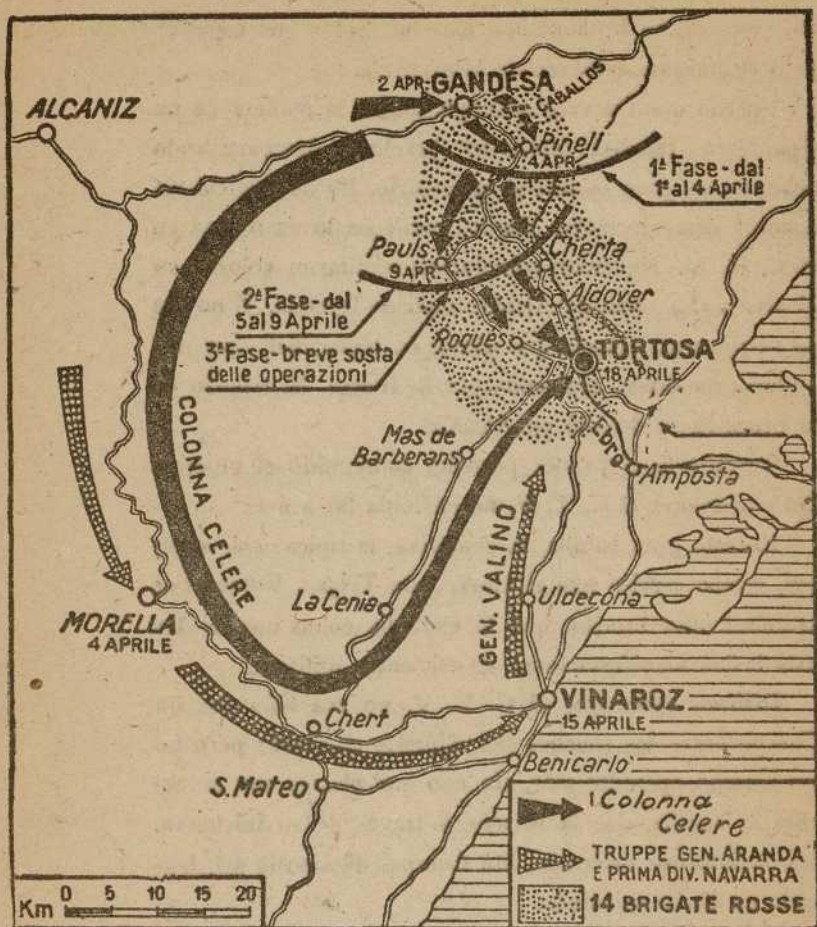 2 APR. GANDESA
CABALLOS
ALCANIZ
Pinell
4 APR.
1ª Fase - dal
1º al 4 Aprile
Pauls
9 APR.
Cherta
Aldover
2ª Fase - dal
5 al 9 Aprile
3ª Fase - breve sosta
delle operazioni
Roques
TORTOSA
18 APRILE
COLONNA CELERE
Mas de
Barberans
Ebro
Amposta
GEN. VALINO
La Cenia
Uldecona
MORELLA
4 APRILE
Chert
VINAROZ
15 APRILE
Benicarlò
S. Mateo
Colonna
Celere
TRUPPE GEN. ARANDA
E PRIMA DIV. NAVARRA
14 BRIGATE ROSSE
0 5 10 15 20
Km